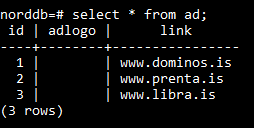 norddb=# select * from ad;
 id | adlogo |      link
----+--------+-----------------
  1 |        | www.dominos.is
  2 |        | www.prenta.is
  3 |        | www.libra.is
(3 rows)